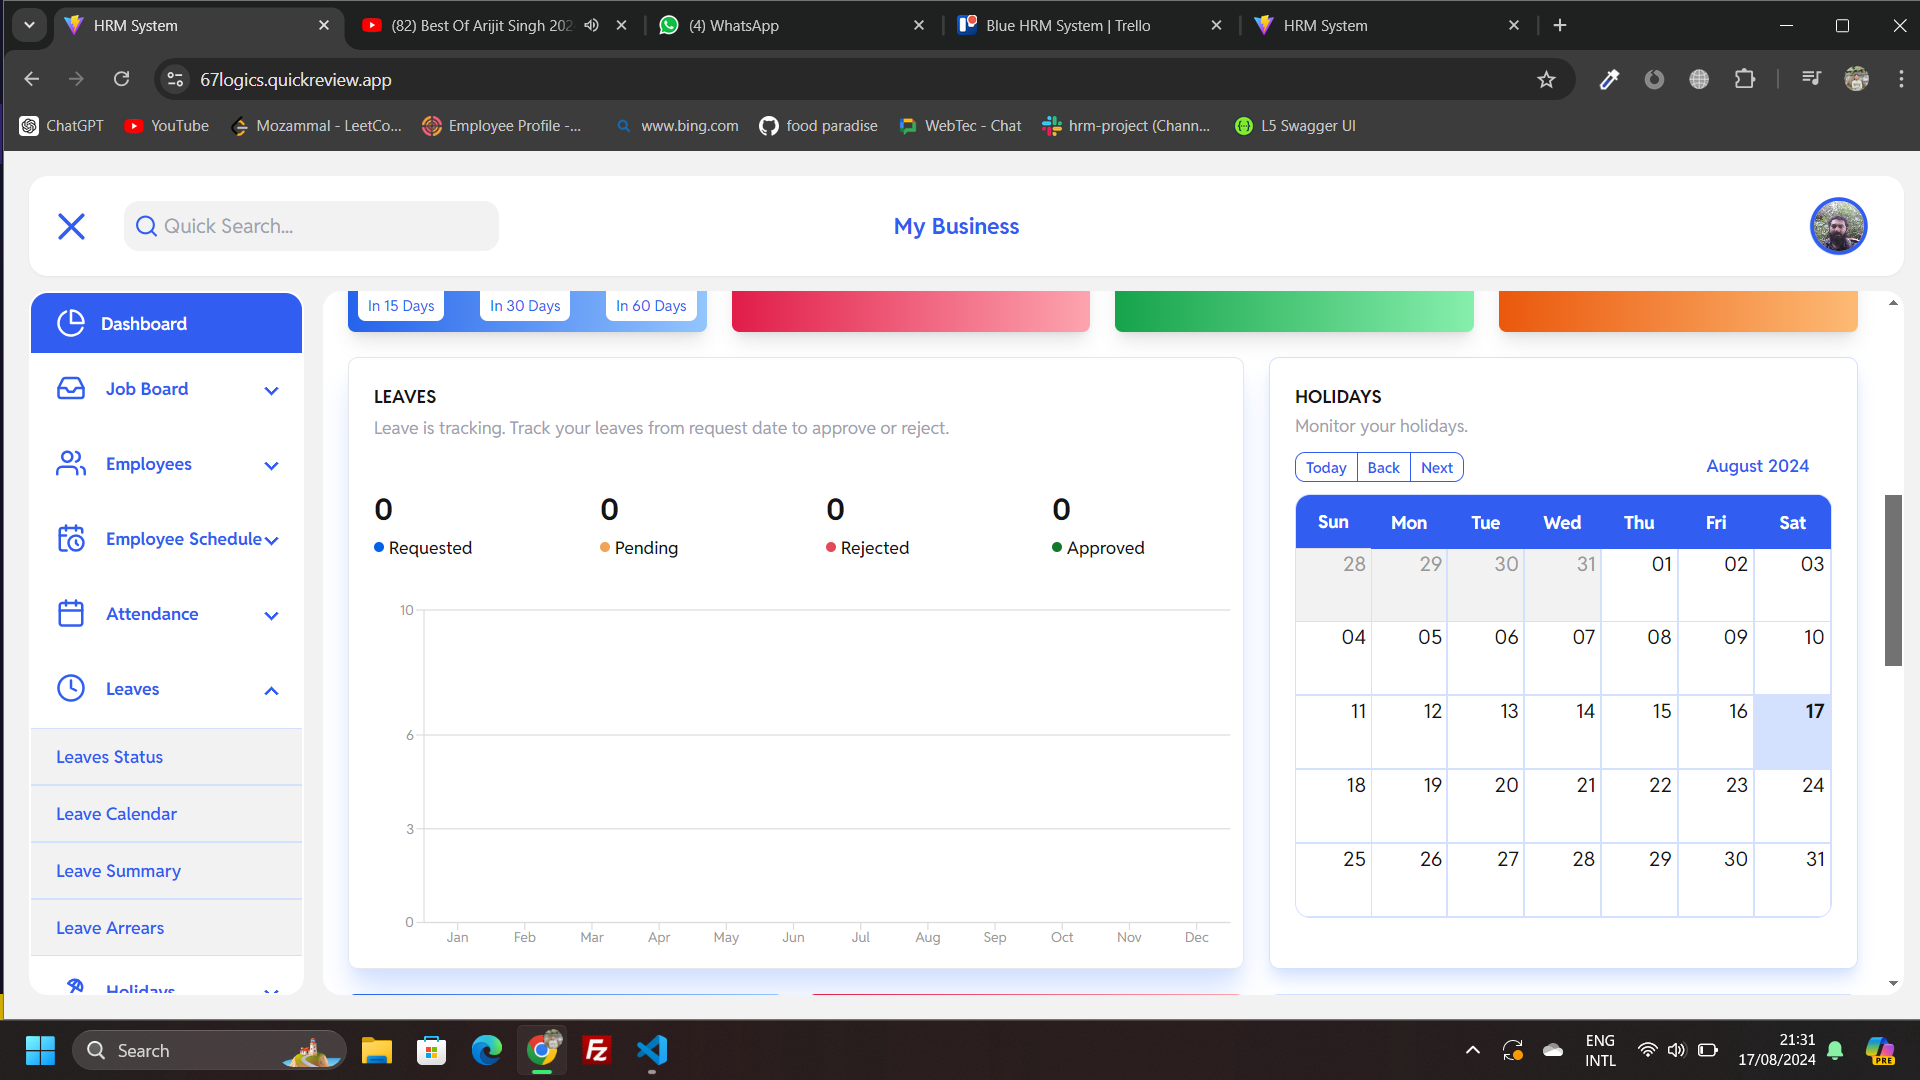 HRM System
(82) Best Of Arijit Singh 202
(4) WhatsApp
Blue HRM System | Trello
HRM System
67logics.quickreview.app
ChatGPT
YouTube
Mozammal - LeetCo...
Employee Profile -...
www.bing.com
food paradise
WebTec - Chat
hrm-project (Chann...
L5 Swagger UI
Quick Search...
My Business
Dashboard
Job Board
Employees
Employee Schedule
Attendance
Leaves
Leaves Status
Leave Calendar
Leave Summary
Leave Arrears
Holidays
In 15 Days
In 30 Days
In 60 Days
LEAVES
Leave is tracking. Track your leaves from request date to approve or reject.
0 0 0 0
Requested Pending Rejected Approved
10
6
3
0
Jan Feb Mar Apr May Jun Jul Aug Sep Oct Nov Dec
HOLIDAYS
Monitor your holidays.
Today Back Next August 2024
Sun Mon Tue Wed Thu Fri Sat
28 29 30 31 01 02 03
04 05 06 07 08 09 10
11 12 13 14 15 16 17
18 19 20 21 22 23 24
25 26 27 28 29 30 31
Search
Fz
ENG
INTL
21:31
17/08/2024
PRE